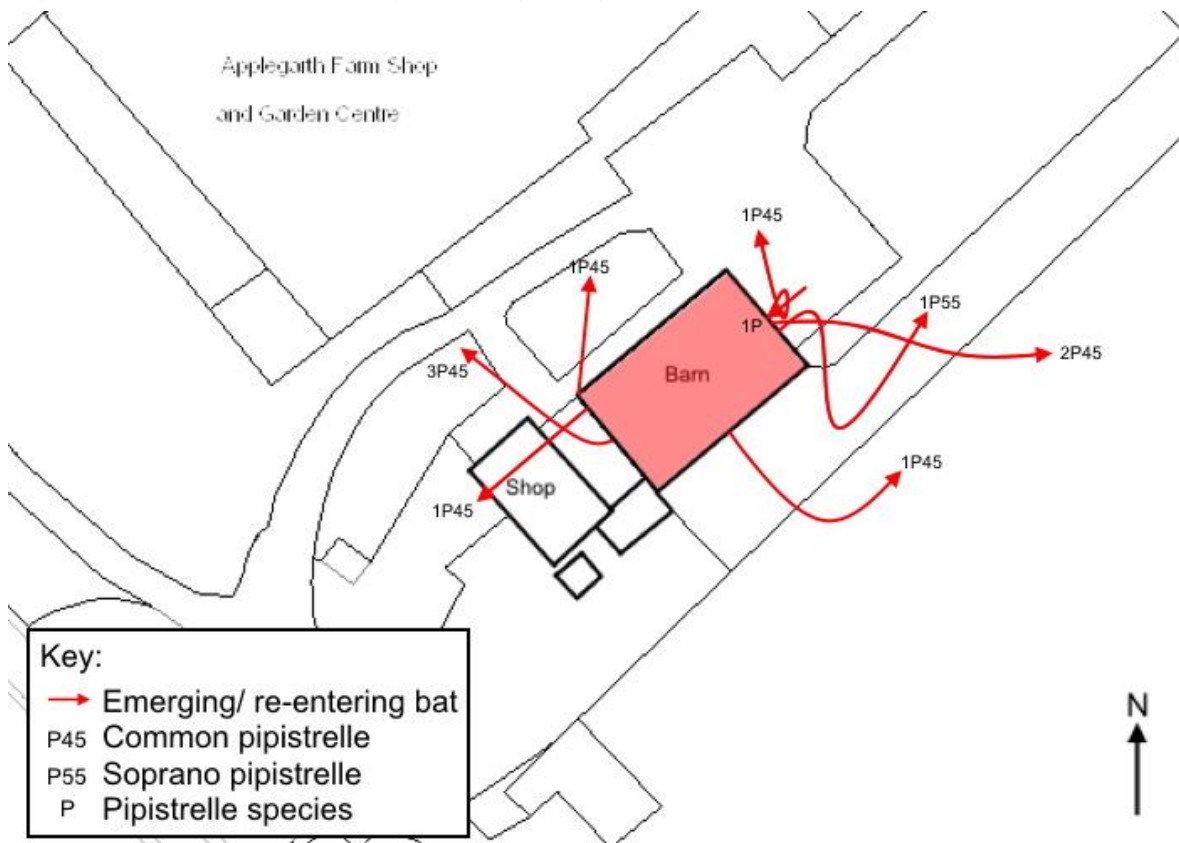 Applegarth Farm Shop
and Garden Centre
1P45
1P45
1P55
1P
2P45
3P45
Barn
1P45
Shop
1P45
Key:
Emerging/ re-entering bat
P45 Common pipistrelle
P55 Soprano pipistrelle
P Pipistrelle species
N